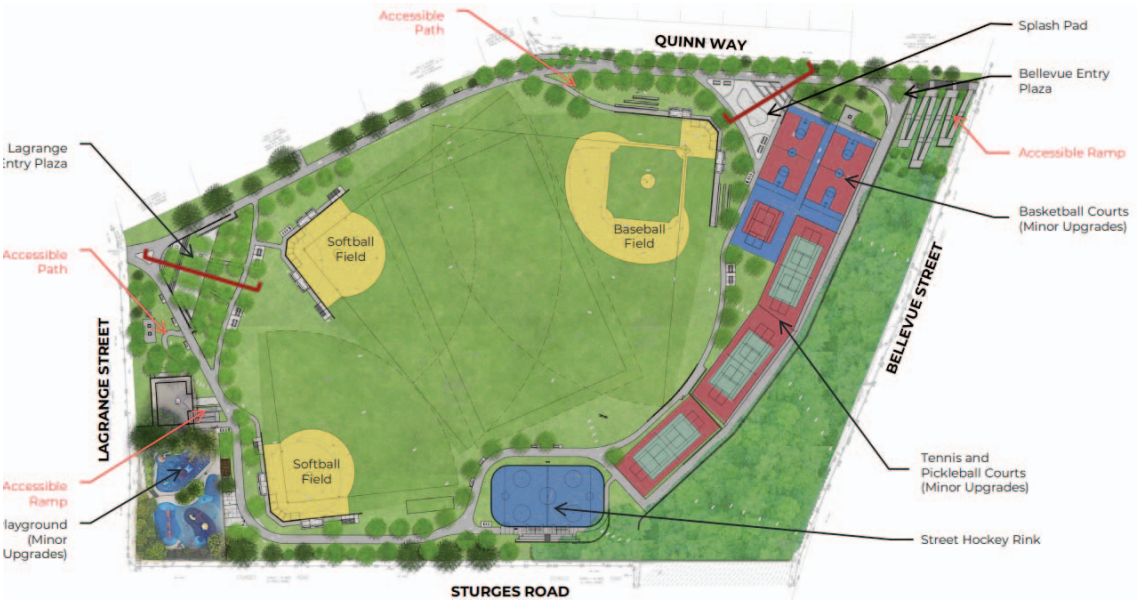 Accessible
Path
QUINN WAY
Splash Pad
Bellevue Entry
Plaza
Lagrange
Entry Plaza
Accessible Ramp
Basketball Courts
(Minor Upgrades)
Softball
Field
Baseball
Field
Accessible
Path
LAGRANGE STREET
BELLEVUE STREET
Softball
Field
Accessible
Ramp
layground
(Minor
Upgrades)
Tennis and
Pickleball Courts
(Minor Upgrades)
Street Hockey Rink
STURGES ROAD